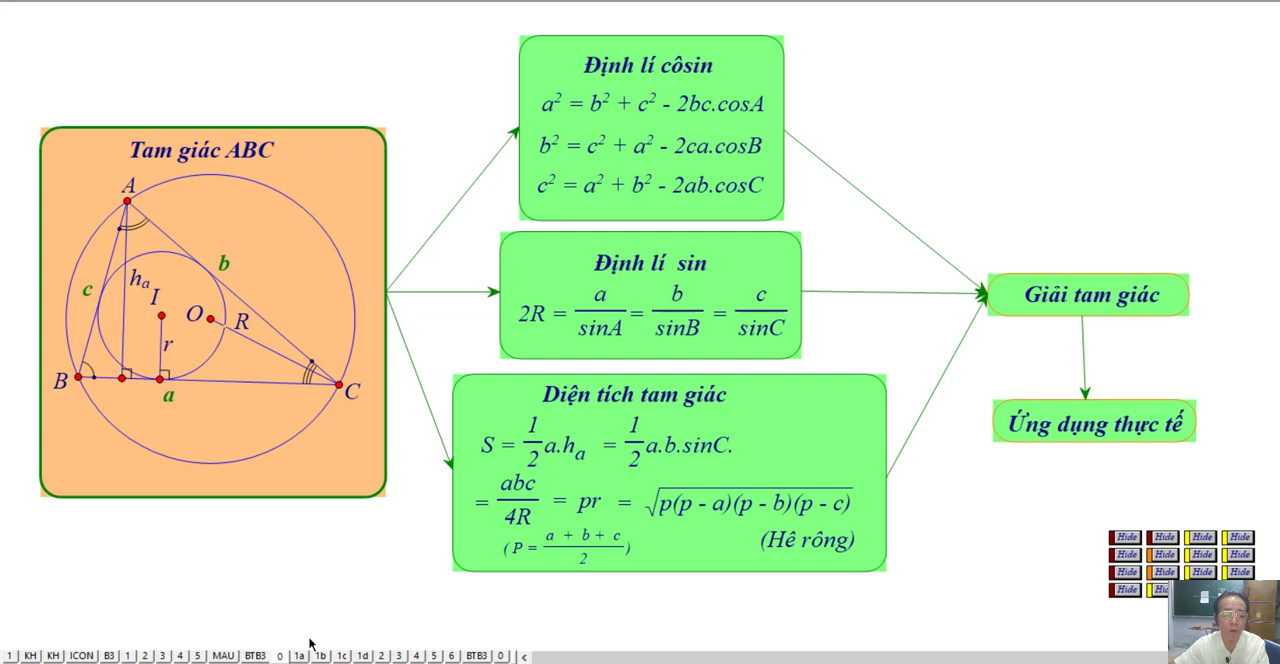 Tam giác ABC
A
b
c
h_a
I
O
R
r
B
a
C
Định lí côsin
a² = b² + c² - 2bc.cosA
b² = c² + a² - 2ca.cosB
c² = a² + b² - 2ab.cosC
Định lí sin
2R = a/sinA = b/sinB = c/sinC
Diện tích tam giác
S = 1/2 a.h_a = 1/2 a.b.sinC.
= abc/4R = pr = √p(p - a)(p - b)(p - c)
( P = a + b + c / 2 ) (Hê rông)
Giải tam giác
Ứng dụng thực tế
Hide Hide Hide Hide
Hide Hide Hide Hide
Hide Hide Hide Hide
Hide
1 KH KH ICON B3 1 2 3 4 5 MAU BTB3 0 1a 1b 1c 1d 2 3 4 5 6 BTB3 0 <